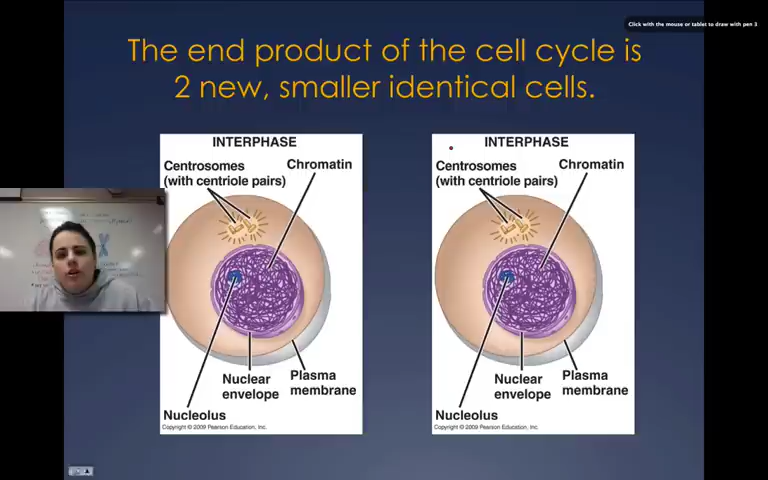 Click with the mouse or tablet to draw with pen 3
The end product of the cell cycle is
2 new, smaller identical cells.
INTERPHASE
Centrosomes
(with centriole pairs)
Chromatin
Nuclear
envelope
Plasma
membrane
Nucleolus
Copyright © 2009 Pearson Education, Inc.
INTERPHASE
Centrosomes
(with centriole pairs)
Chromatin
Nuclear
envelope
Plasma
membrane
Nucleolus
Copyright © 2009 Pearson Education, Inc.